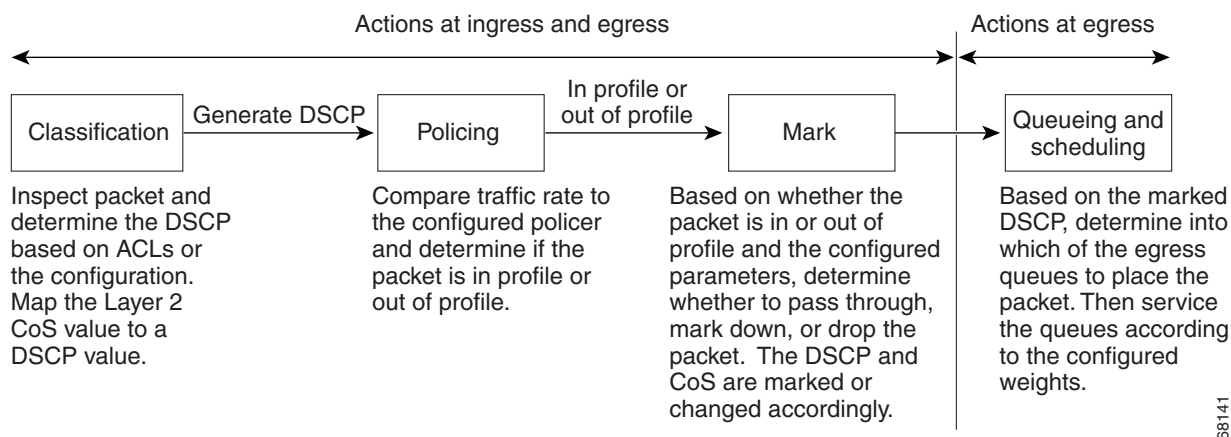 Actions at ingress and egress
Actions at egress
Classification
Generate DSCP
Policing
In profile or
out of profile
Mark
Queueing and
scheduling
Inspect packet and
determine the DSCP
based on ACLs or
the configuration.
Map the Layer 2
CoS value to a
DSCP value.
Compare traffic rate to
the configured policer
and determine if the
packet is in profile or
out of profile.
Based on whether the
packet is in or out of
profile and the configured
parameters, determine
whether to pass through,
mark down, or drop the
packet. The DSCP and
CoS are marked or
changed accordingly.
Based on the marked
DSCP, determine into
which of the egress
queues to place the
packet. Then service
the queues according
to the configured
weights.
68141